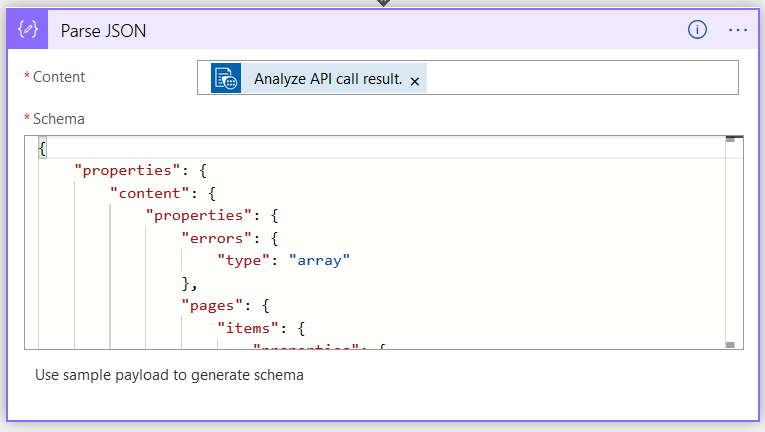 Parse JSON
* Content
Analyze API call result. ×
* Schema
{
    "properties": {
        "content": {
            "properties": {
                "errors": {
                    "type": "array"
                },
                "pages": {
                    "items": {
                        "properties": {
Use sample payload to generate schema